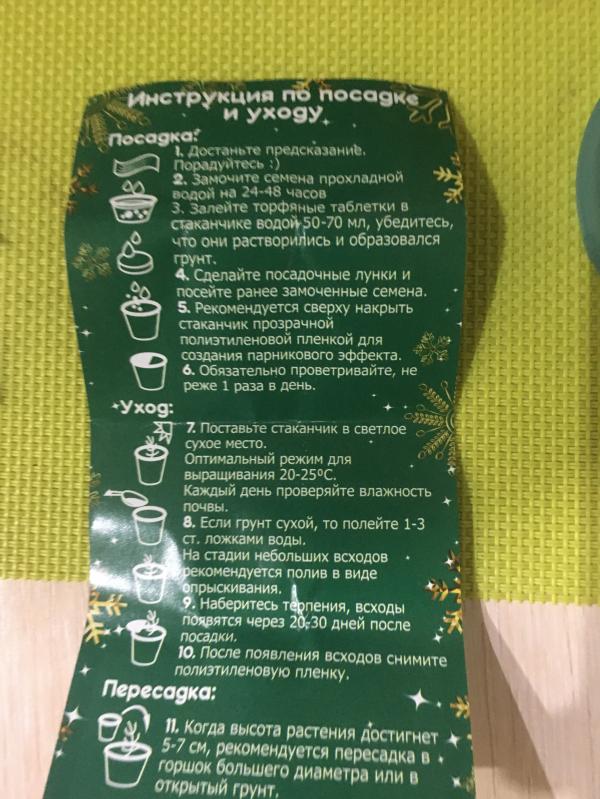 Инструкция по посадке
и уходу
Посадка:
1. Достаньте предсказание.
Порадуйтесь :)
2. Замочите семена прохладной
водой на 24-48 часов
3. Залейте торфяные таблетки в
стаканчике водой 50-70 мл, убедитесь,
что они растворились и образовался
грунт.
4. Сделайте посадочные лунки и
посейте ранее замоченные семена.
5. Рекомендуется сверху накрыть
стаканчик прозрачной
полиэтиленовой пленкой для
создания парникового эффекта.
6. Обязательно проветривайте, не
реже 1 раза в день.
Уход:
7. Поставьте стаканчик в светлое
сухое место.
Оптимальный режим для
выращивания 20-25ºС.
Каждый день проверяйте влажность
почвы.
8. Если грунт сухой, то полейте 1-3
ст. ложками воды.
На стадии небольших всходов
рекомендуется полив в виде
опрыскивания.
9. Наберитесь терпения, всходы
появятся через 20-30 дней после
посадки.
10. После появления всходов снимите
полиэтиленовую пленку.
Пересадка:
11. Когда высота растения достигнет
5-7 см, рекомендуется пересадка в
горшок большего диаметра или в
открытый грунт.